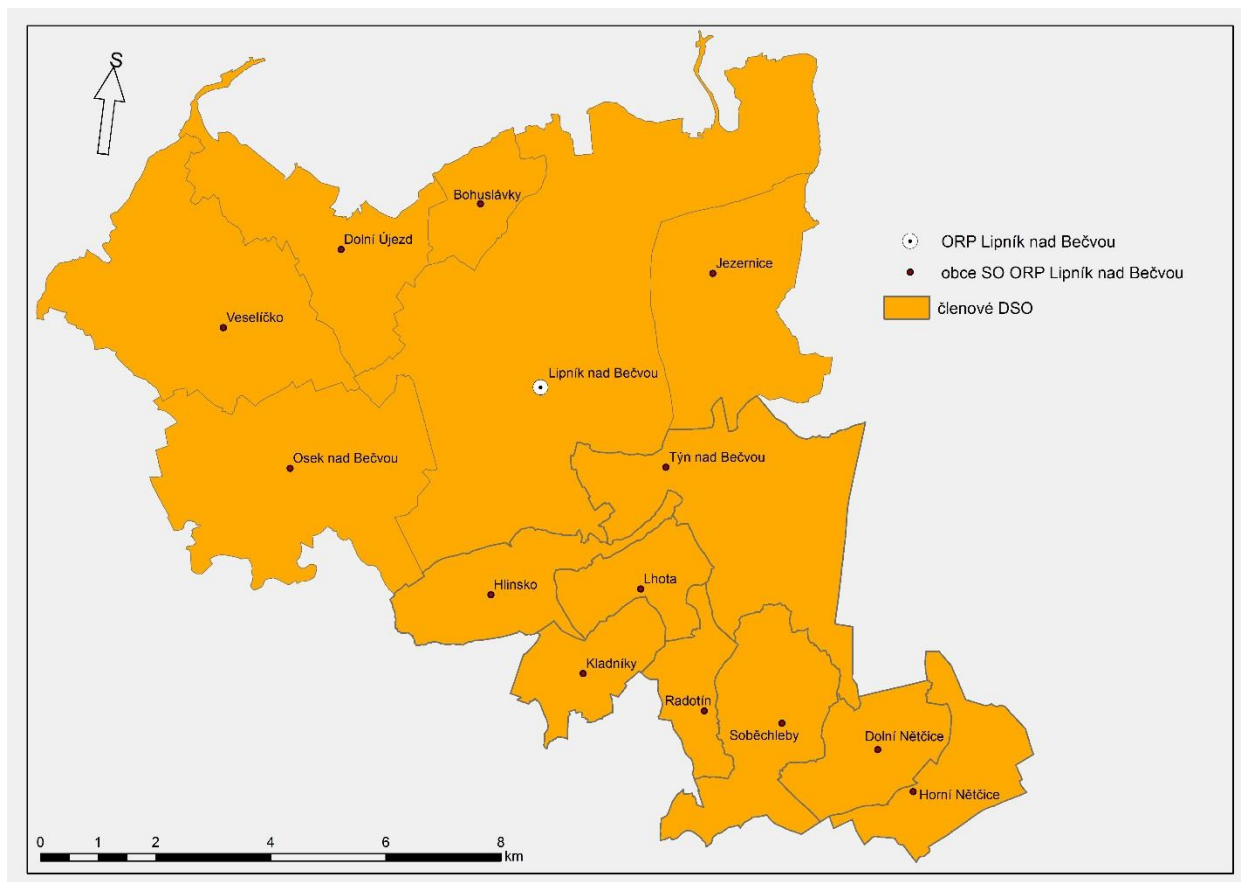 S
Bohuslávky
Dolní Újezd
Jezernice
ORP Lipník nad Bečvou
obce SO ORP Lipník nad Bečvou
členové DSO
Veselíčko
Lipník nad Bečvou
Osek nad Bečvou
Týn nad Bečvou
Hlinsko
Lhota
Kladníky
Radotín
Soběchleby
Dolní Nětčice
Horní Nětčice
0 1 2 4 6 8
km